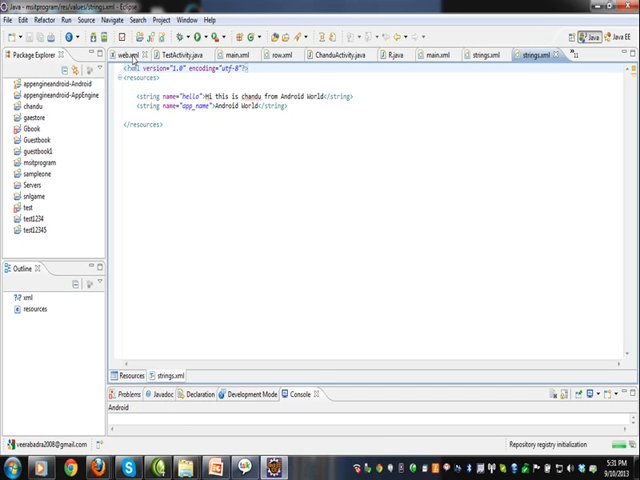 Java - msitprogram/res/values/strings.xml - Eclipse
File Edit Refactor Run Source Navigate Search Project Window Help
Java Java EE
Package Explorer
web.xml TestActivity.java main.xml row.xml ChanduActivity.java R.java main.xml strings.xml strings.xml 11
<?xml version="1.0" encoding="utf-8"?>
<resources>
<string name="hello">Hi this is chandu from Android World</string>
<string name="app_name">Android World</string>
</resources>
appengineandroid-Android
appengineandroid-AppEngine
chandu
gaestore
Gbook
Guestbook
guestbook1
msitprogram
sampleone
Servers
snlgame
test
test1234
test12345
Outline
xml
resources
Resources strings.xml
Problems Javadoc Declaration Development Mode Console
Android
veerabadra2008@gmail.com
Repository registry initialization
5:31 PM
9/10/2013